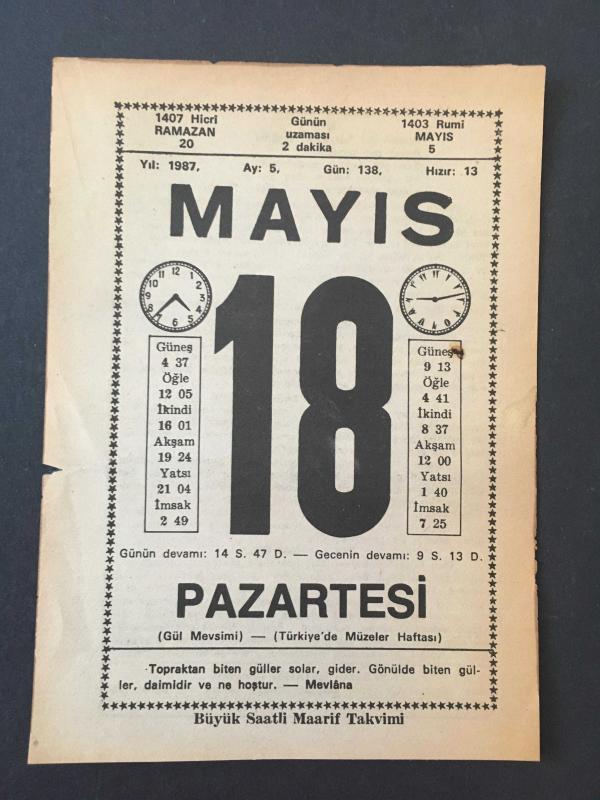 1407 Hicrî
RAMAZAN
20
Günün
uzaması
2 dakika
1403 Rumi
MAYIS
5
Yıl: 1987, Ay: 5, Gün: 138, Hızır: 13
MAYIS
18
Güneş
4 37
Öğle
12 05
İkindi
16 01
Akşam
19 24
Yatsı
21 04
İmsak
2 49
Güneş
9 13
Öğle
4 41
İkindi
8 37
Akşam
12 00
Yatsı
1 40
İmsak
7 25
Günün devamı: 14 S. 47 D. — Gecenin devamı: 9 S. 13 D.
PAZARTESİ
(Gül Mevsimi) — (Türkiye'de Müzeler Haftası)
Topraktan biten güller solar, gider. Gönülde biten gül-
ler, daimidir ve ne hoştur. — Mevlâna
Büyük Saatli Maarif Takvimi